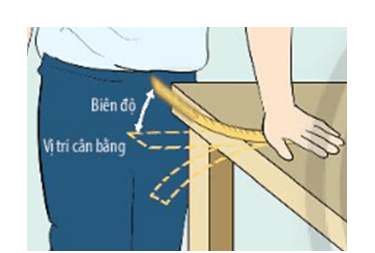 Biên độ
Vị trí cân bằng